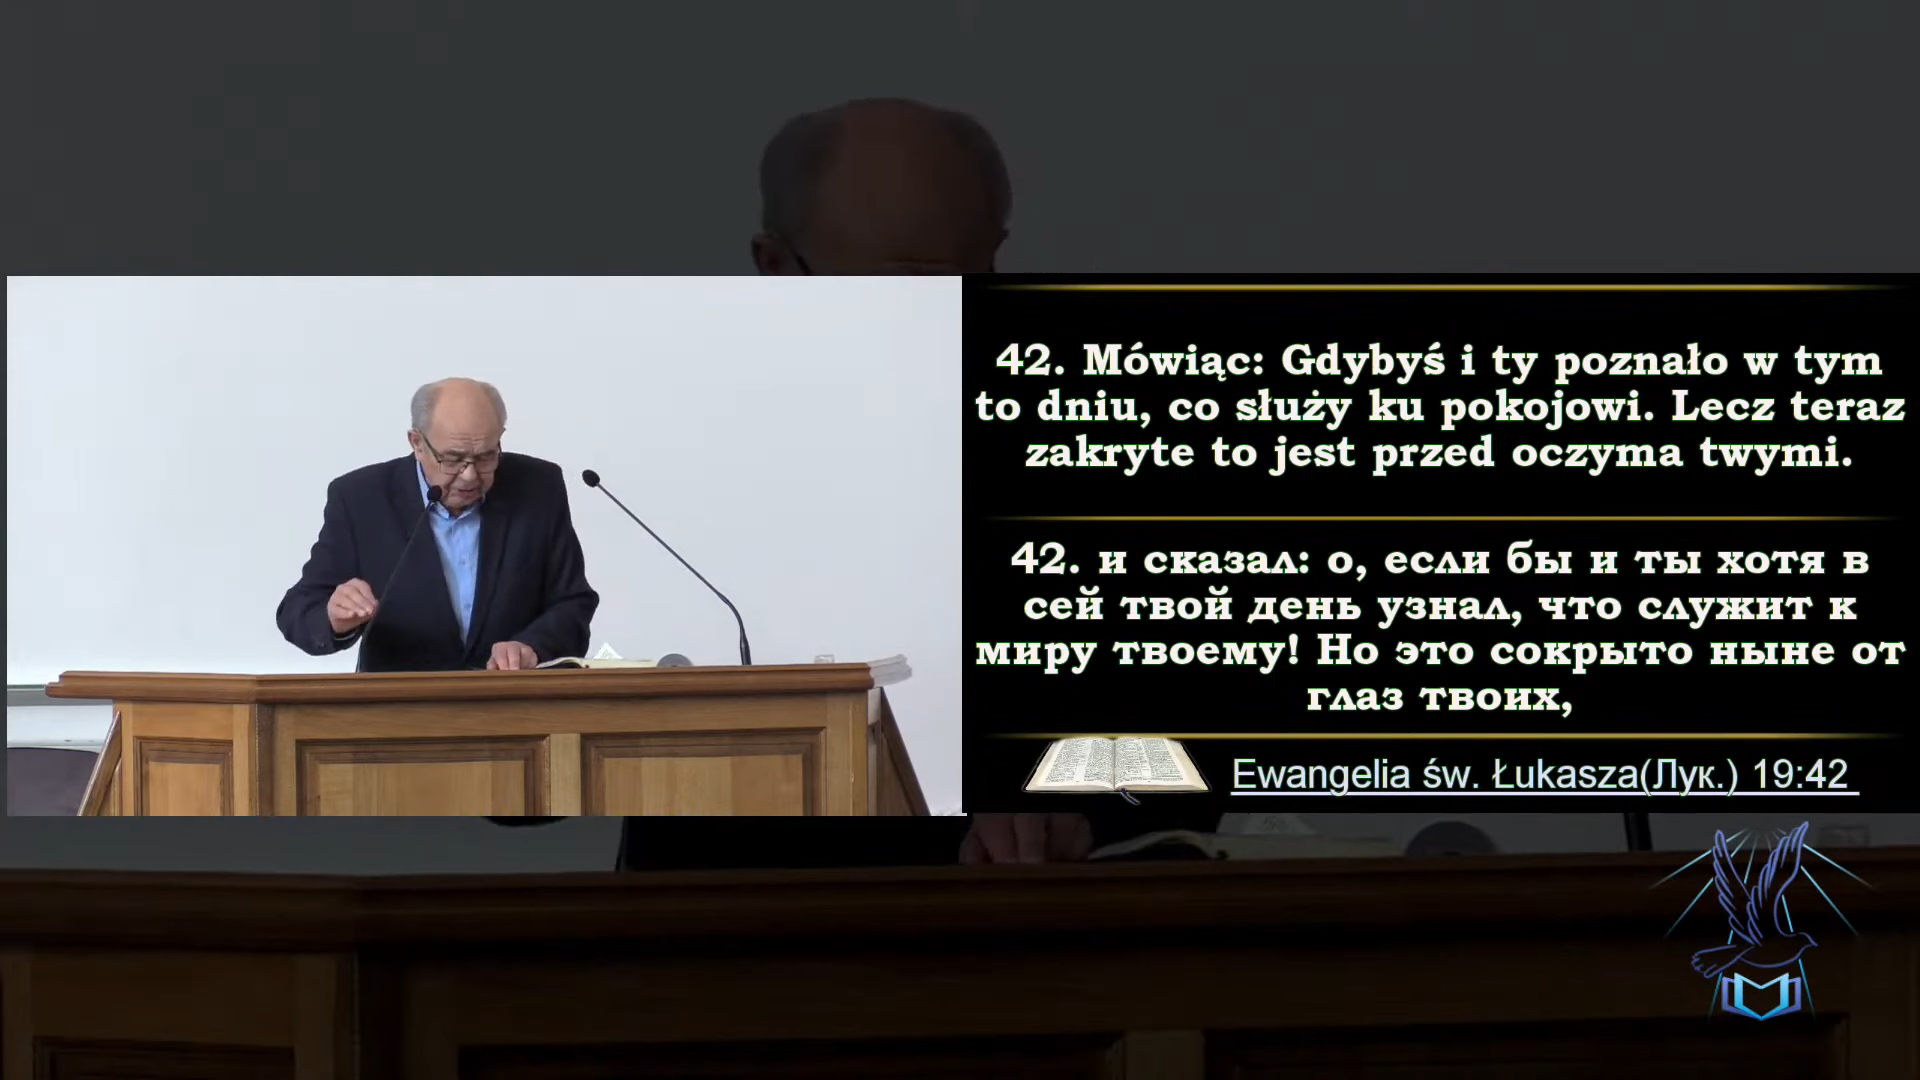 42. Mówiąc: Gdybyś i ty poznało w tym
to dniu, co służy ku pokojowi. Lecz teraz
zakryte to jest przed oczyma twymi.
42. и сказал: о, если бы и ты хотя в
сей твой день узнал, что служит к
миру твоему! Но это сокрыто ныне от
глаз твоих,
Ewangelia św. Łukasza(Лук.) 19:42